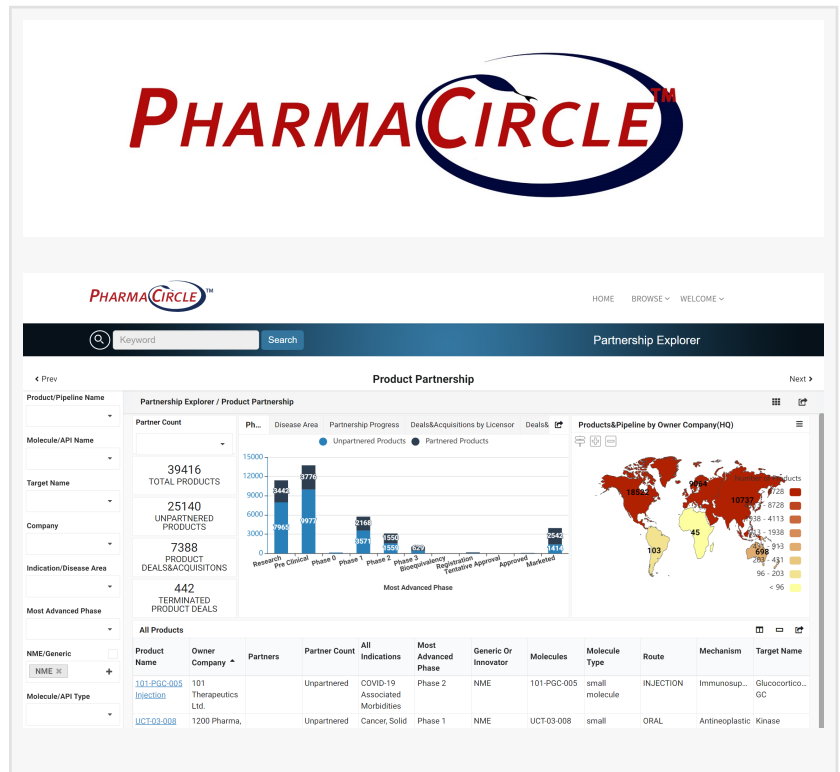 PHARMACIRCLE™
PHARMACIRCLE™
HOME BROWSE WELCOME
Keyword Search Partnership Explorer
Prev Product Partnership Next
Product/Pipeline Name
Molecule/API Name
Target Name
Company
Indication/Disease Area
Most Advanced Phase
NME/Generic
NME ×
Molecule/API Type
Partnership Explorer / Product Partnership
Partner Count
39416
TOTAL PRODUCTS
25140
UNPARTNERED
PRODUCTS
7388
PRODUCT
DEALS&ACQUISITONS
442
TERMINATED
PRODUCT DEALS
Ph... Disease Area Partnership Progress Deals&Acquisitions by Licensor Deals&
Unpartnered Products Partnered Products
15000
12000
9000
6000
3000
0
3442
7965
3776
9977
2168
3571
1550
1559
629
2542
1414
Research Pre Clinical Phase 0 Phase 1 Phase 2 Phase 3 Bioequivalency Registration Tentative Approval Approved Marketed
Most Advanced Phase
Products&Pipeline by Owner Company(HQ)
18522
9064
10737
103
45
698
96 - 203
< 96
All Products
Product Name Owner Company Partners Partner Count All Indications Most Advanced Phase Generic Or Innovator Molecules Molecule Type Route Mechanism Target Name
101-PGC-005 101 Unpartnered COVID-19 Phase 2 NME 101-PGC-005 small INJECTION Immunosup... Glucocortico...
Injection Therapeutics Associated molecule GC
Ltd. Morbidities
UCT-03-008 1200 Pharma, Unpartnered Cancer, Solid Phase 1 NME UCT-03-008 small ORAL Antineoplastic Kinase